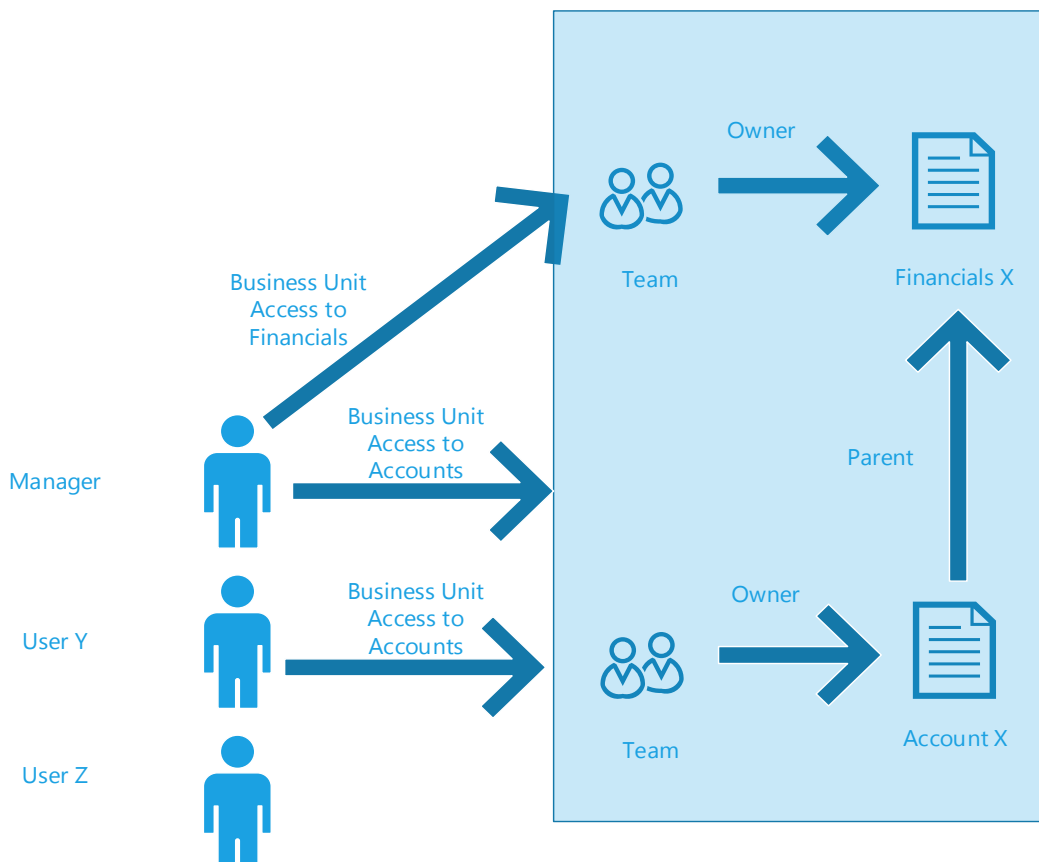 Owner
Team
Financials X
Business Unit
Access to
Financials
Business Unit
Access to
Accounts
Manager
Parent
Business Unit
Access to
Accounts
Owner
User Y
Team
Account X
User Z